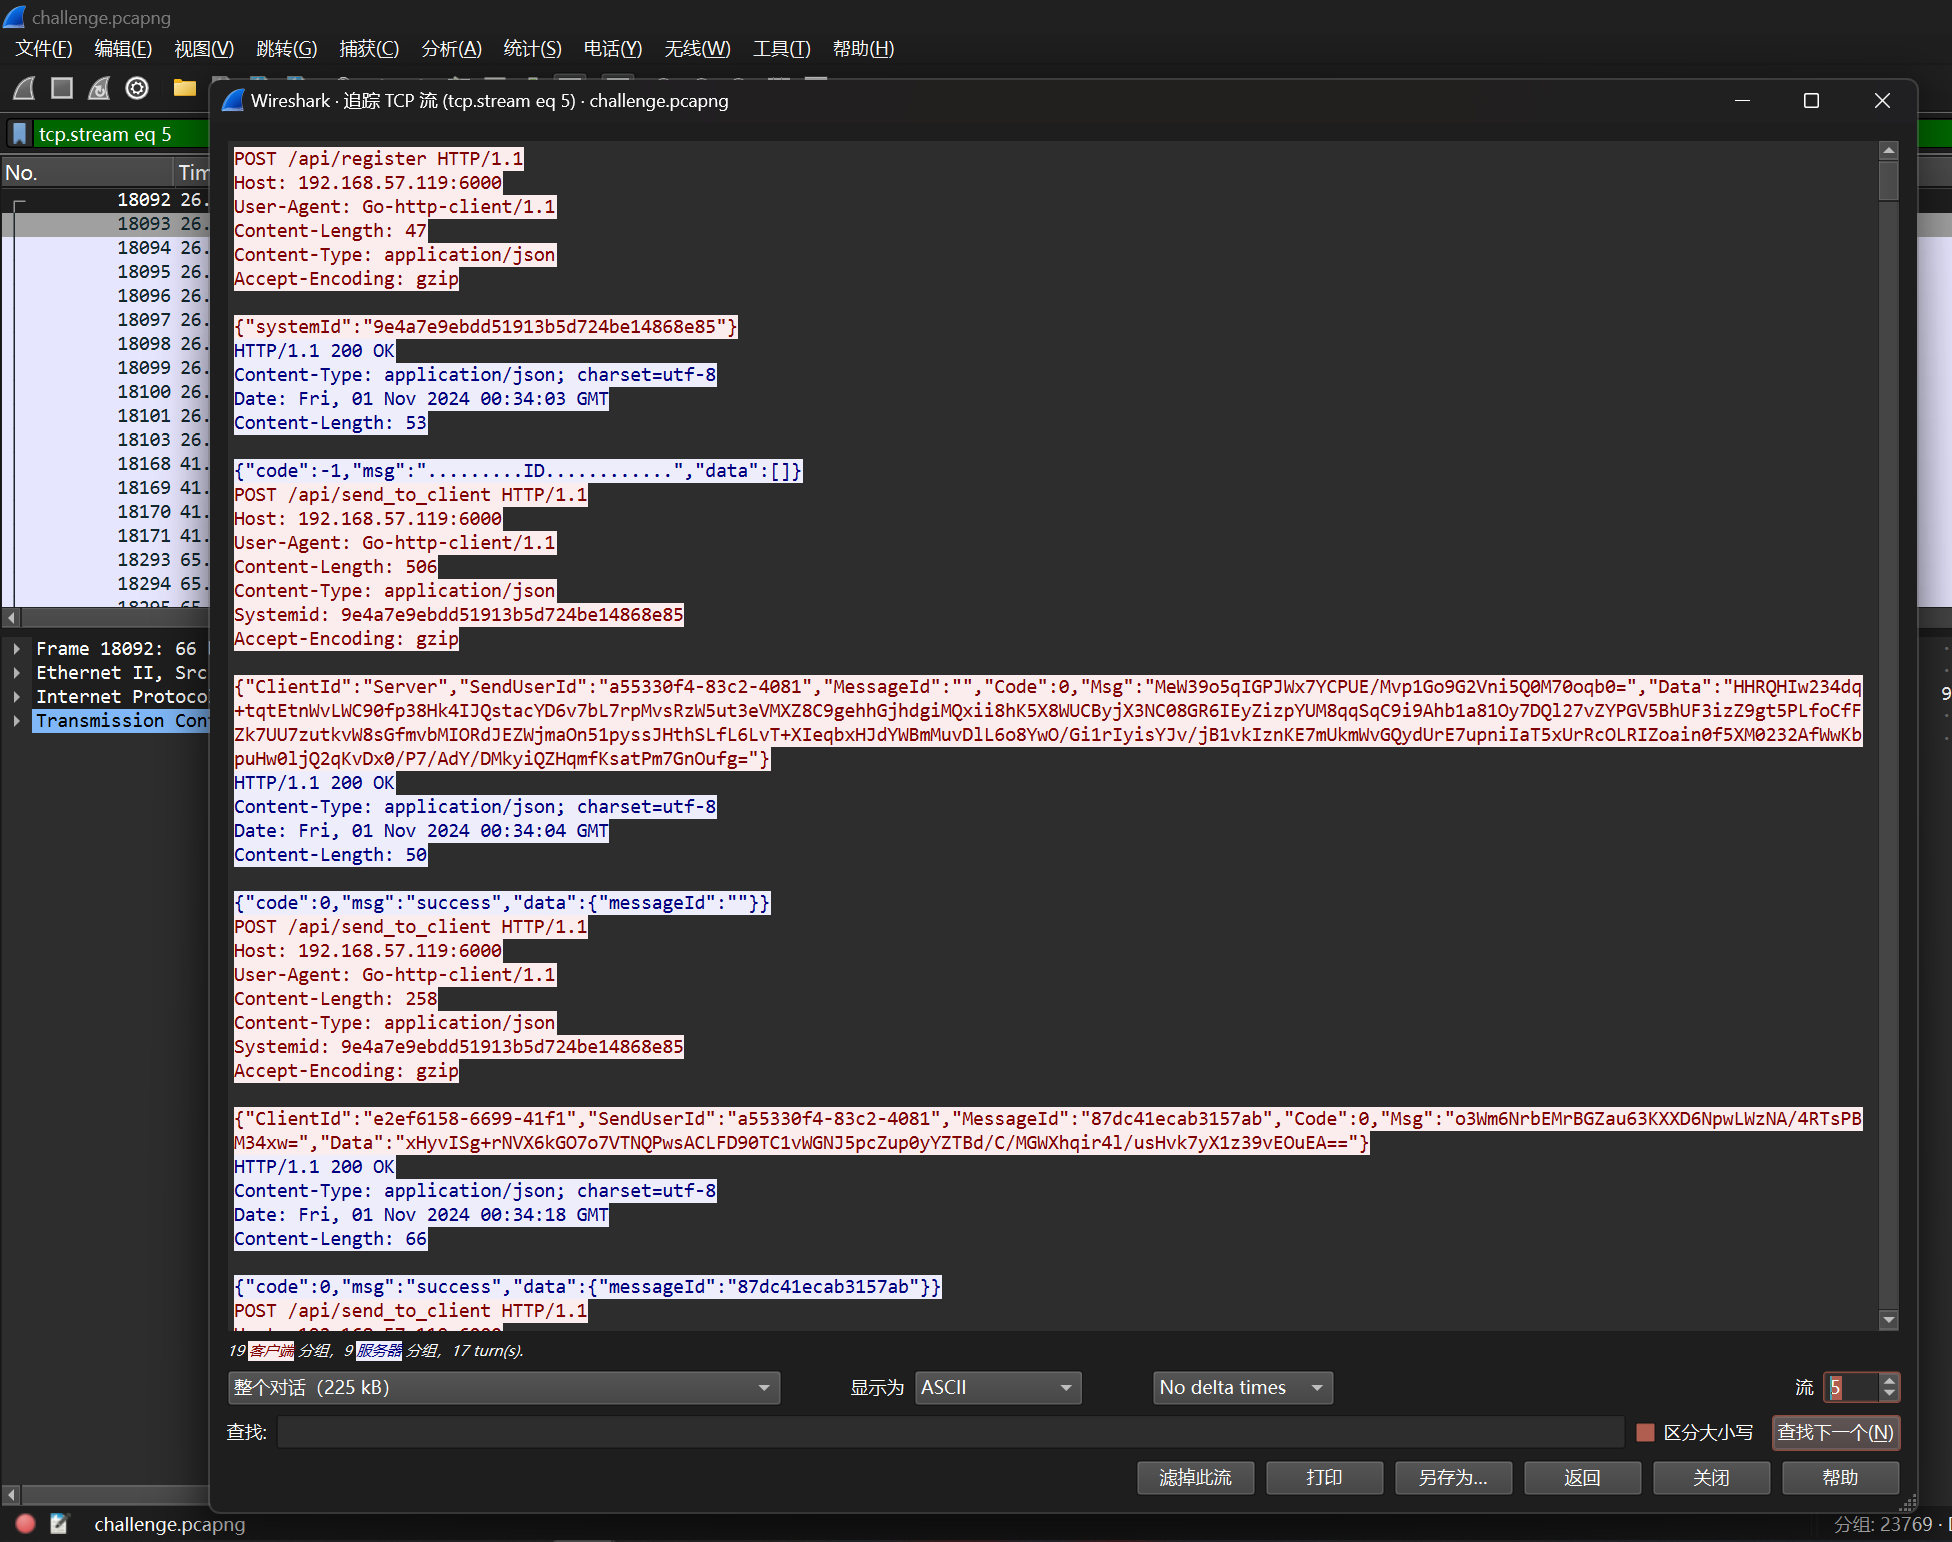 challenge.pcapng
文件(F) 编辑(E) 视图(V) 跳转(G) 捕获(C) 分析(A) 统计(S) 电话(Y) 无线(W) 工具(T) 帮助(H)
Wireshark · 追踪 TCP 流 (tcp.stream eq 5) · challenge.pcapng
tcp.stream eq 5
No. Tim
18092 26.
18093 26.
18094 26.
18095 26.
18096 26.
18097 26.
18098 26.
18099 26.
18100 26.
18101 26.
18103 26.
18168 41.
18169 41.
18170 41.
18171 41.
18293 65.
18294 65.
18295 65.
Frame 18092: 66
Ethernet II, Src
Internet Protoco
Transmission Con
POST /api/register HTTP/1.1
Host: 192.168.57.119:6000
User-Agent: Go-http-client/1.1
Content-Length: 47
Content-Type: application/json
Accept-Encoding: gzip
{"systemId":"9e4a7e9ebdd51913b5d724be14868e85"}
HTTP/1.1 200 OK
Content-Type: application/json; charset=utf-8
Date: Fri, 01 Nov 2024 00:34:03 GMT
Content-Length: 53
{"code":-1,"msg":".........ID............","data":[]}
POST /api/send_to_client HTTP/1.1
Host: 192.168.57.119:6000
User-Agent: Go-http-client/1.1
Content-Length: 506
Content-Type: application/json
Systemid: 9e4a7e9ebdd51913b5d724be14868e85
Accept-Encoding: gzip
{"ClientId":"Server","SendUserId":"a55330f4-83c2-4081","MessageId":"","Code":0,"Msg":"MeW39o5qIGPJWx7YCPUE/Mvp1Go9G2Vni5Q0M70oqb0=","Data":"HHRQHIw234dq
+tqtEtnWvLWC90fp38Hk4IJQstacYD6v7bL7rpMvsRzW5ut3eVMXZ8C9gehhGjhdgiMQxii8hK5X8WUCByjX3NC08GR6IEyZizpYUM8qqSqC9i9Ahb1a81Oy7DQl27vZYPGV5BhUF3izZ9gt5PLfoCfF
Zk7UU7zutkvW8sGfmvbMIORdJEZWjmaOn51pyssJHthSLfL6LvT+XIeqbxHJdYWBmMuvDlL6o8YwO/Gi1rIyisYJv/jB1vkIznKE7mUkmWvGQydUrE7upniIaT5xUrRcOLRIZoain0f5XM0232AfWwKb
puHw0ljQ2qKvDx0/P7/AdY/DMkyiQZHqmfKsatPm7GnOufg="}
HTTP/1.1 200 OK
Content-Type: application/json; charset=utf-8
Date: Fri, 01 Nov 2024 00:34:04 GMT
Content-Length: 50
{"code":0,"msg":"success","data":{"messageId":""}}
POST /api/send_to_client HTTP/1.1
Host: 192.168.57.119:6000
User-Agent: Go-http-client/1.1
Content-Length: 258
Content-Type: application/json
Systemid: 9e4a7e9ebdd51913b5d724be14868e85
Accept-Encoding: gzip
{"ClientId":"e2ef6158-6699-41f1","SendUserId":"a55330f4-83c2-4081","MessageId":"87dc41ecab3157ab","Code":0,"Msg":"o3Wm6NrbEMrBGZau63KXXD6NpwLWzNA/4RTsPB
M34xw=","Data":"xHyvISg+rNVX6kGO7o7VTNQPwsACLFD90TC1vWGNJ5pcZup0yYZTBd/C/MGWXhqir4l/usHvk7yX1z39vEOuEA=="}
HTTP/1.1 200 OK
Content-Type: application/json; charset=utf-8
Date: Fri, 01 Nov 2024 00:34:18 GMT
Content-Length: 66
{"code":0,"msg":"success","data":{"messageId":"87dc41ecab3157ab"}}
POST /api/send_to_client HTTP/1.1
Host: 192.168.57.119:6000
19 客户端 分组, 9 服务器 分组, 17 turn(s).
整个对话 (225 kB) 显示为 ASCII No delta times 流 5
查找: 区分大小写 查找下一个(N)
滤掉此流 打印 另存为... 返回 关闭 帮助
challenge.pcapng
分组: 23769 ·